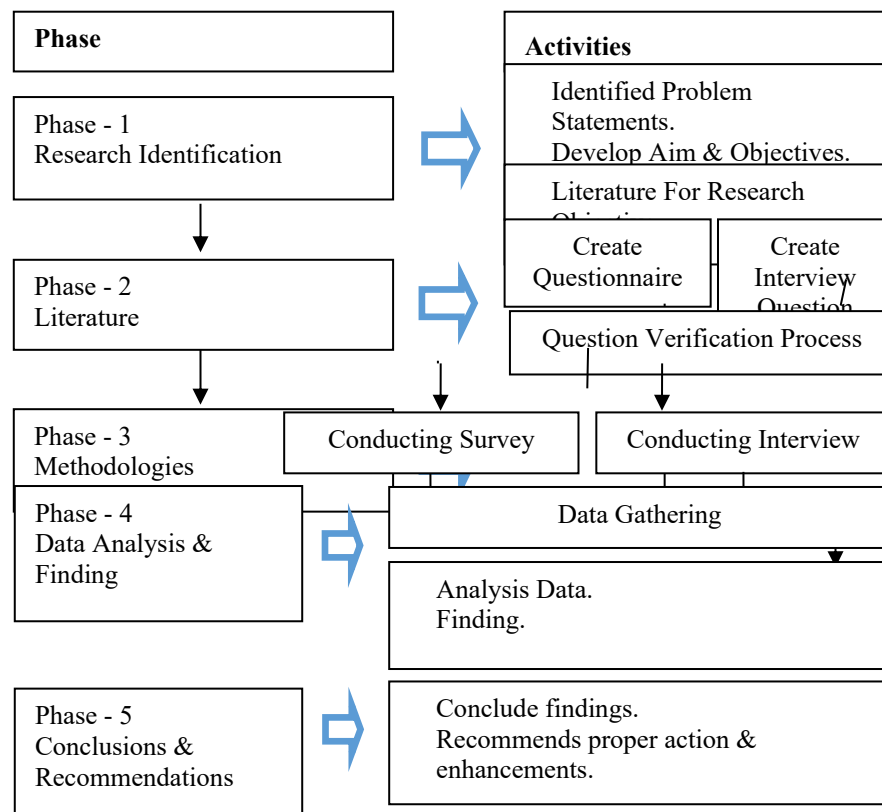 Phase
Activities
Phase - 1
Research Identification
Identified Problem
Statements.
Develop Aim & Objectives.
Literature For Research
Phase - 2
Literature
Create
Questionnaire
Create
Interview
Question
Question Verification Process
Phase - 3
Methodologies
Conducting Survey
Conducting Interview
Phase - 4
Data Analysis &
Finding
Data Gathering
Analysis Data.
Finding.
Phase - 5
Conclusions &
Recommendations
Conclude findings.
Recommends proper action &
enhancements.